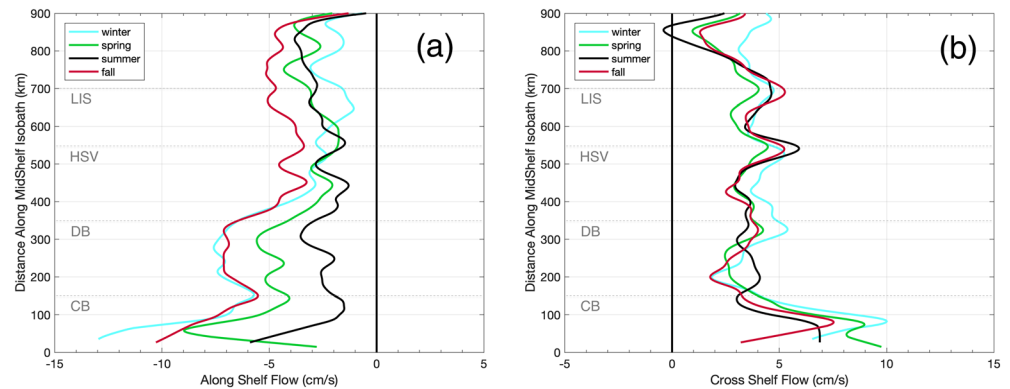 (a)
winter
spring
summer
fall
900
800
700
600
500
400
300
200
100
0
LIS
HSV
DB
CB
Distance Along MidShelf Isobath (km)
-15
-10
-5
0
5
Along Shelf Flow (cm/s)
(b)
winter
spring
summer
fall
900
800
700
600
500
400
300
200
100
0
LIS
HSV
DB
CB
Distance Along MidShelf Isobath (km)
-5
0
5
10
15
Cross Shelf Flow (cm/s)